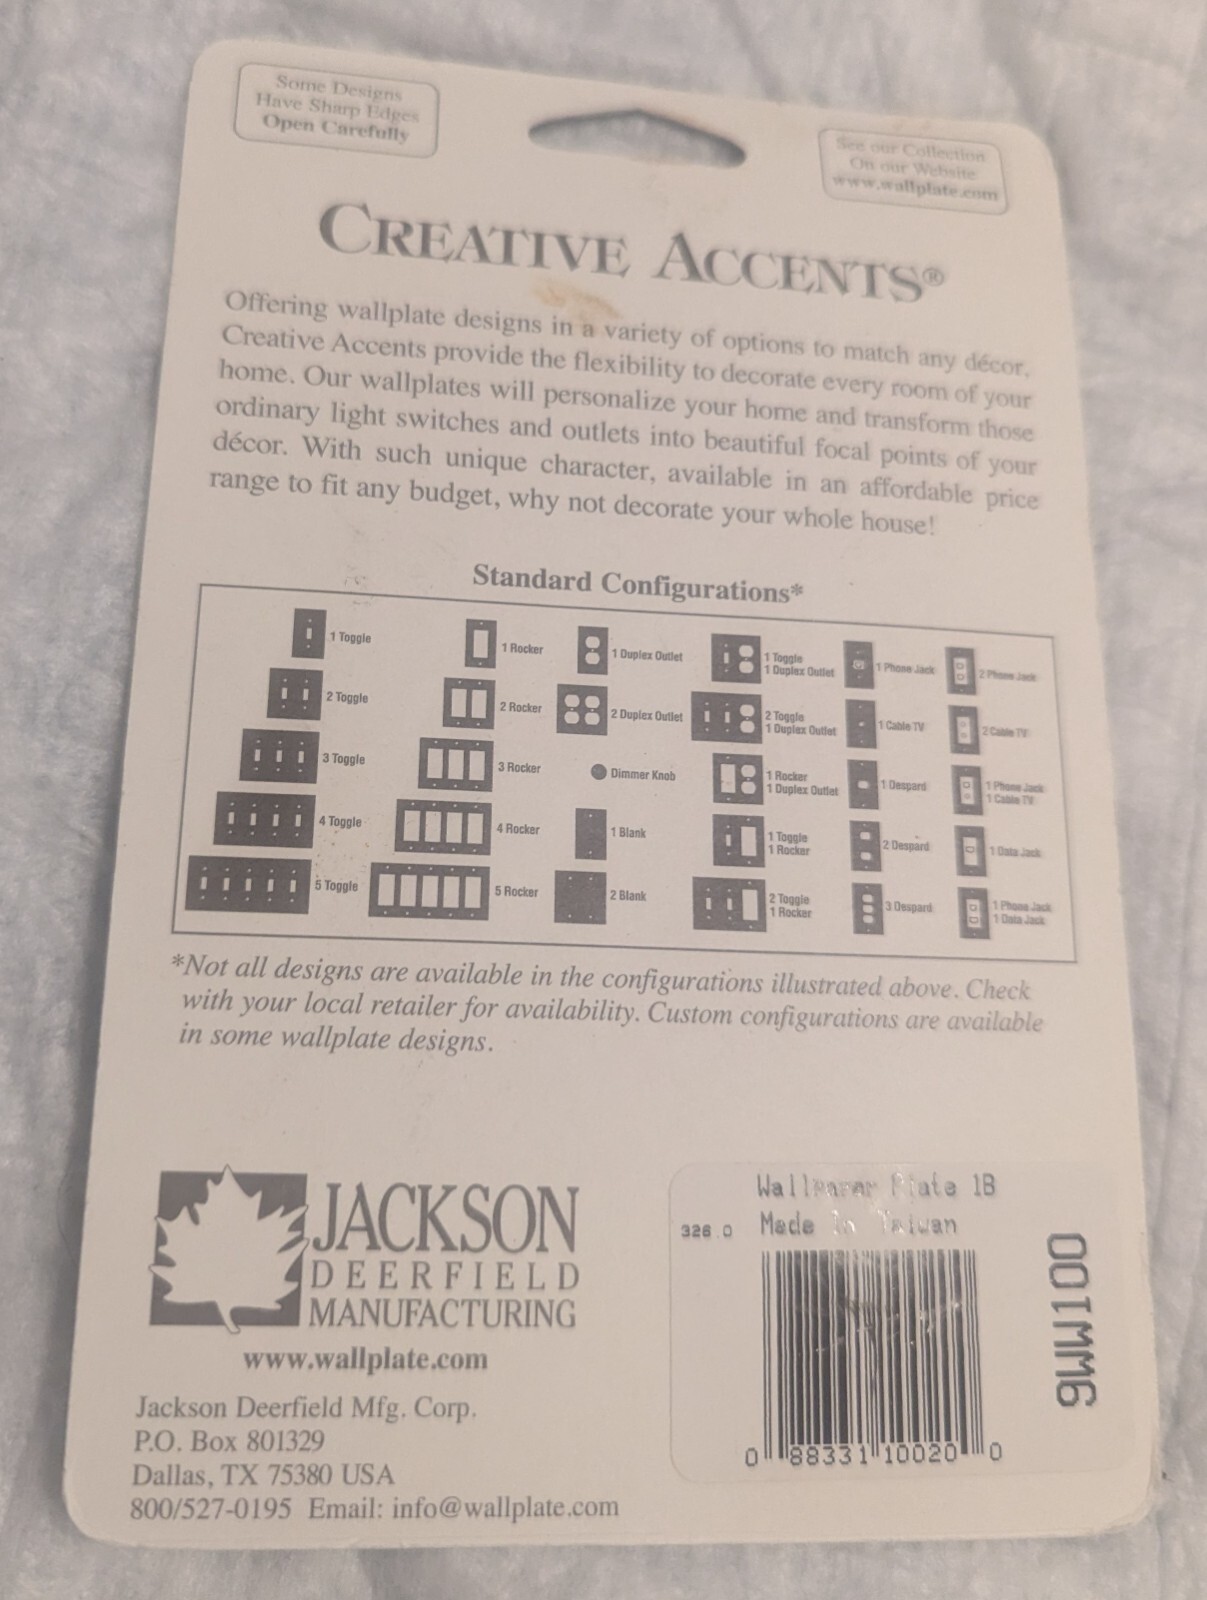 Some Designs
Have Sharp Edges
Open Carefully
See our Collection
On our Website
www.wallplate.com
CREATIVE ACCENTS®
Offering wallplate designs in a variety of options to match any décor,
Creative Accents provide the flexibility to decorate every room of your
home. Our wallplates will personalize your home and transform those
ordinary light switches and outlets into beautiful focal points of your
décor. With such unique character, available in an affordable price
range to fit any budget, why not decorate your whole house!
Standard Configurations*
1 Toggle
2 Toggle
3 Toggle
4 Toggle
5 Toggle
1 Rocker
2 Rocker
3 Rocker
4 Rocker
5 Rocker
1 Duplex Outlet
2 Duplex Outlet
Dimmer Knob
1 Blank
2 Blank
1 Toggle
1 Duplex Outlet
2 Toggle
1 Duplex Outlet
1 Rocker
1 Duplex Outlet
1 Toggle
1 Rocker
2 Toggle
1 Rocker
1 Phone Jack
1 Cable TV
1 Despard
2 Despard
3 Despard
2 Phone Jack
2 Cable TV
1 Phone Jack
1 Cable TV
1 Data Jack
1 Phone Jack
1 Data Jack
*Not all designs are available in the configurations illustrated above. Check
with your local retailer for availability. Custom configurations are available
in some wallplate designs.
JACKSON
DEERFIELD
MANUFACTURING
www.wallplate.com
Jackson Deerfield Mfg. Corp.
P.O. Box 801329
Dallas, TX 75380 USA
800/527-0195 Email: info@wallplate.com
Wallpaper Plate 1B
326.0 Made In Taiwan
0 88331 10020 0
9WW100